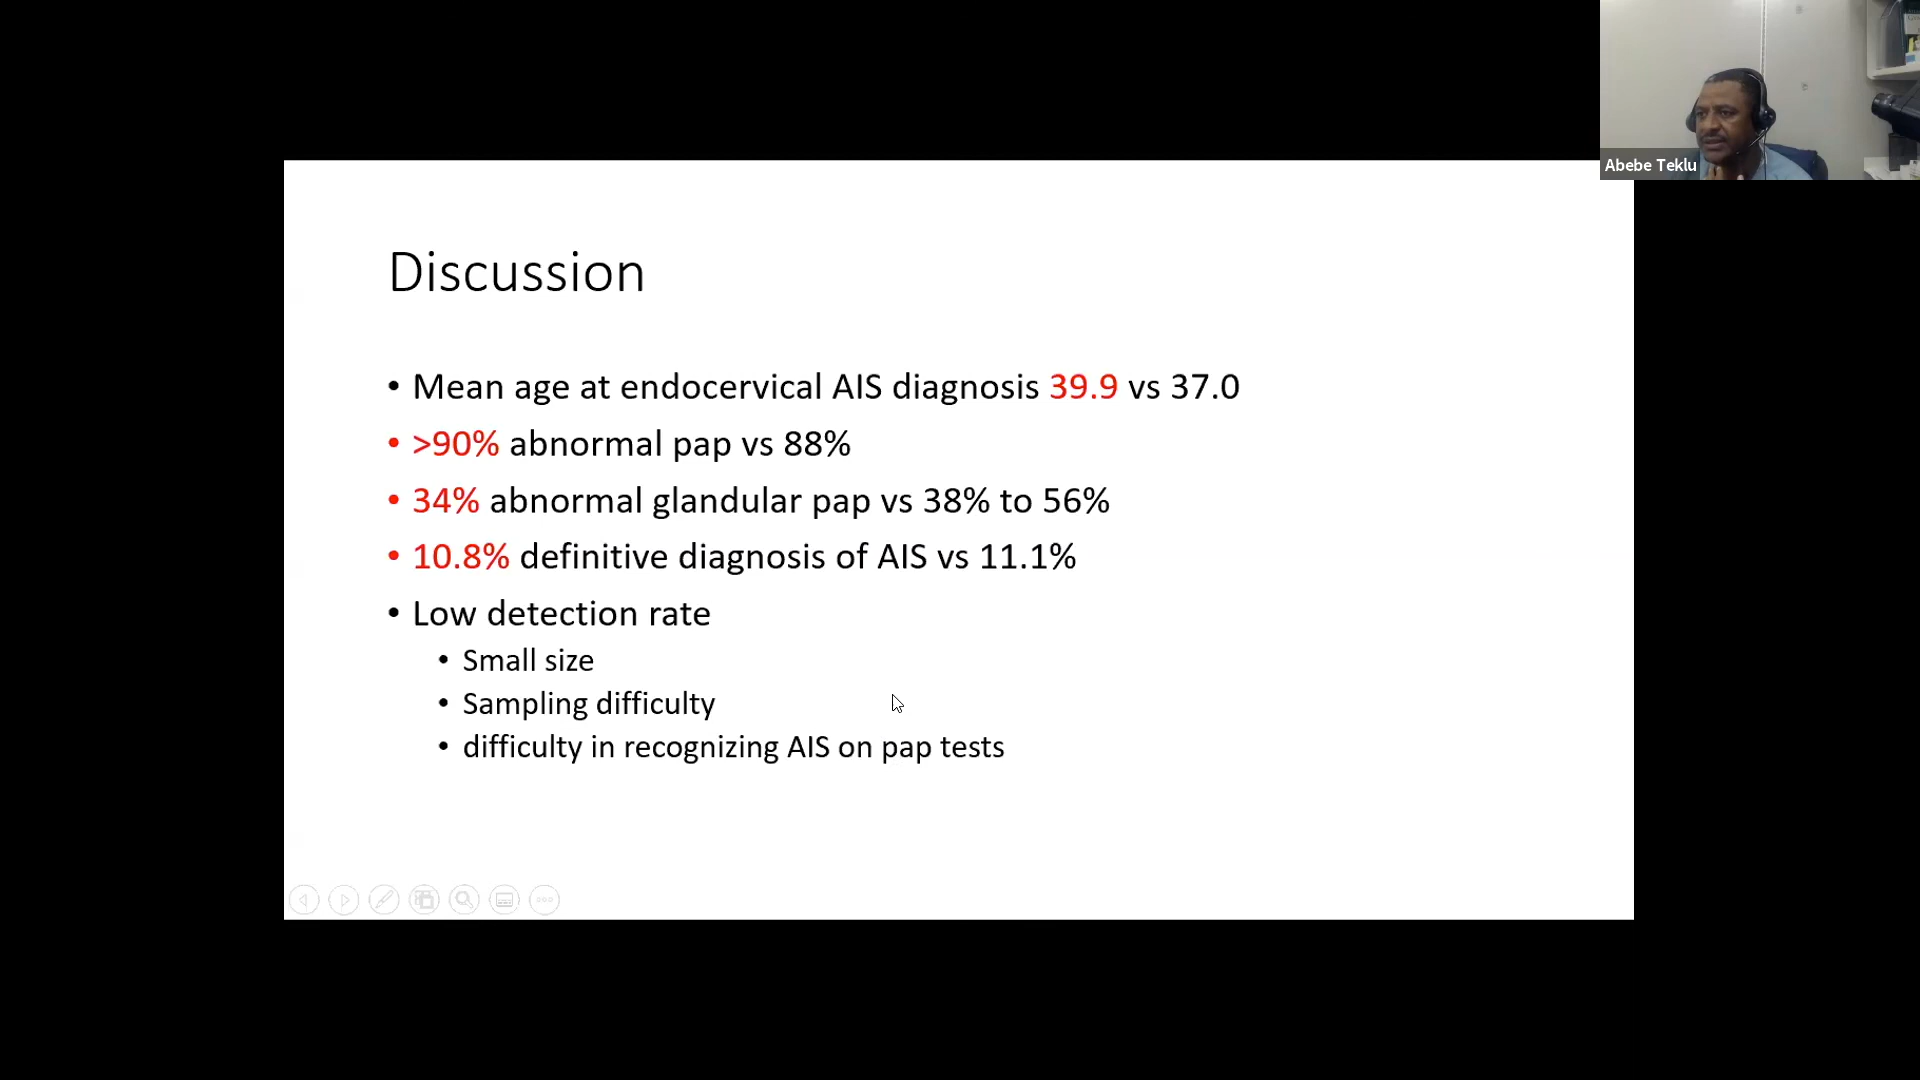 Abebe Teklu
Discussion
• Mean age at endocervical AIS diagnosis 39.9 vs 37.0
• >90% abnormal pap vs 88%
• 34% abnormal glandular pap vs 38% to 56%
• 10.8% definitive diagnosis of AIS vs 11.1%
• Low detection rate
• Small size
• Sampling difficulty
• difficulty in recognizing AIS on pap tests